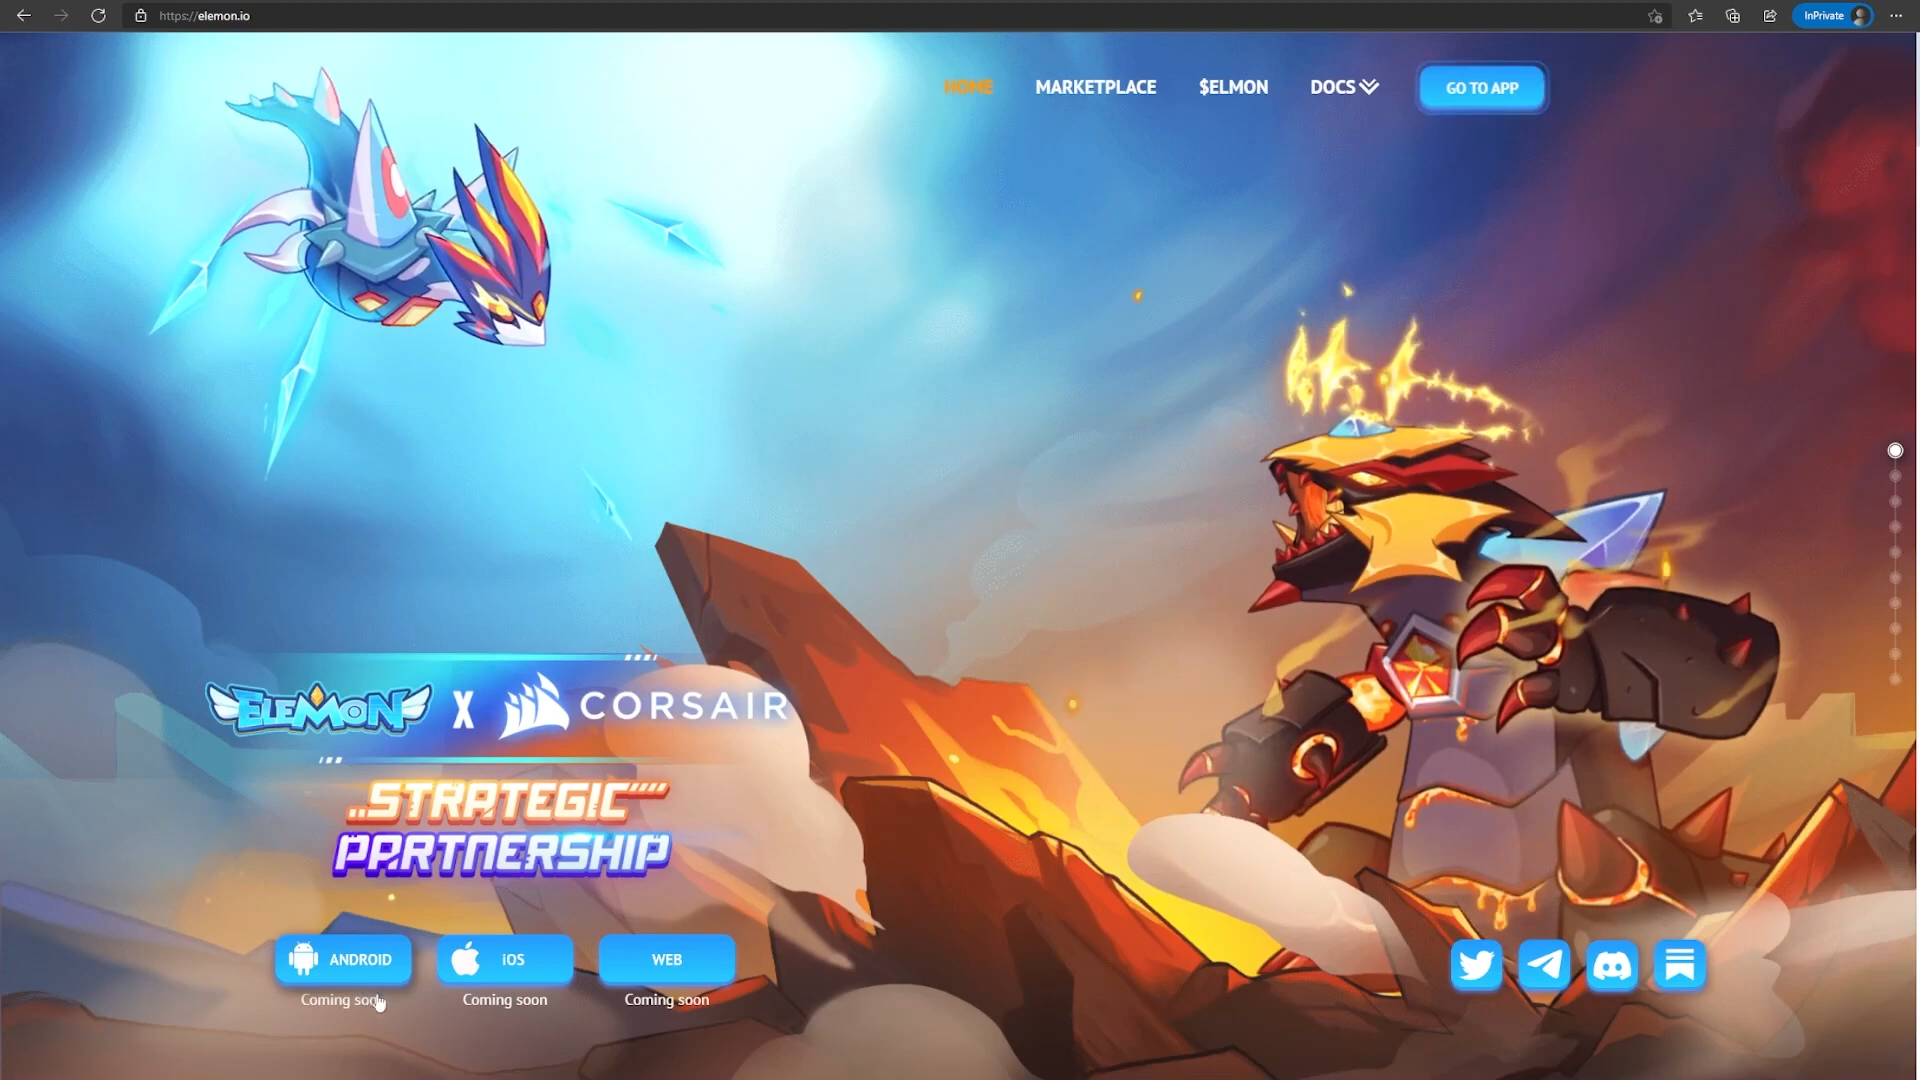 https://elemon.io
InPrivate
HOME MARKETPLACE $ELMON DOCS GO TO APP
ELEMON X CORSAIR
STRATEGIC
PARTNERSHIP
ANDROID iOS WEB
Coming soon Coming soon Coming soon